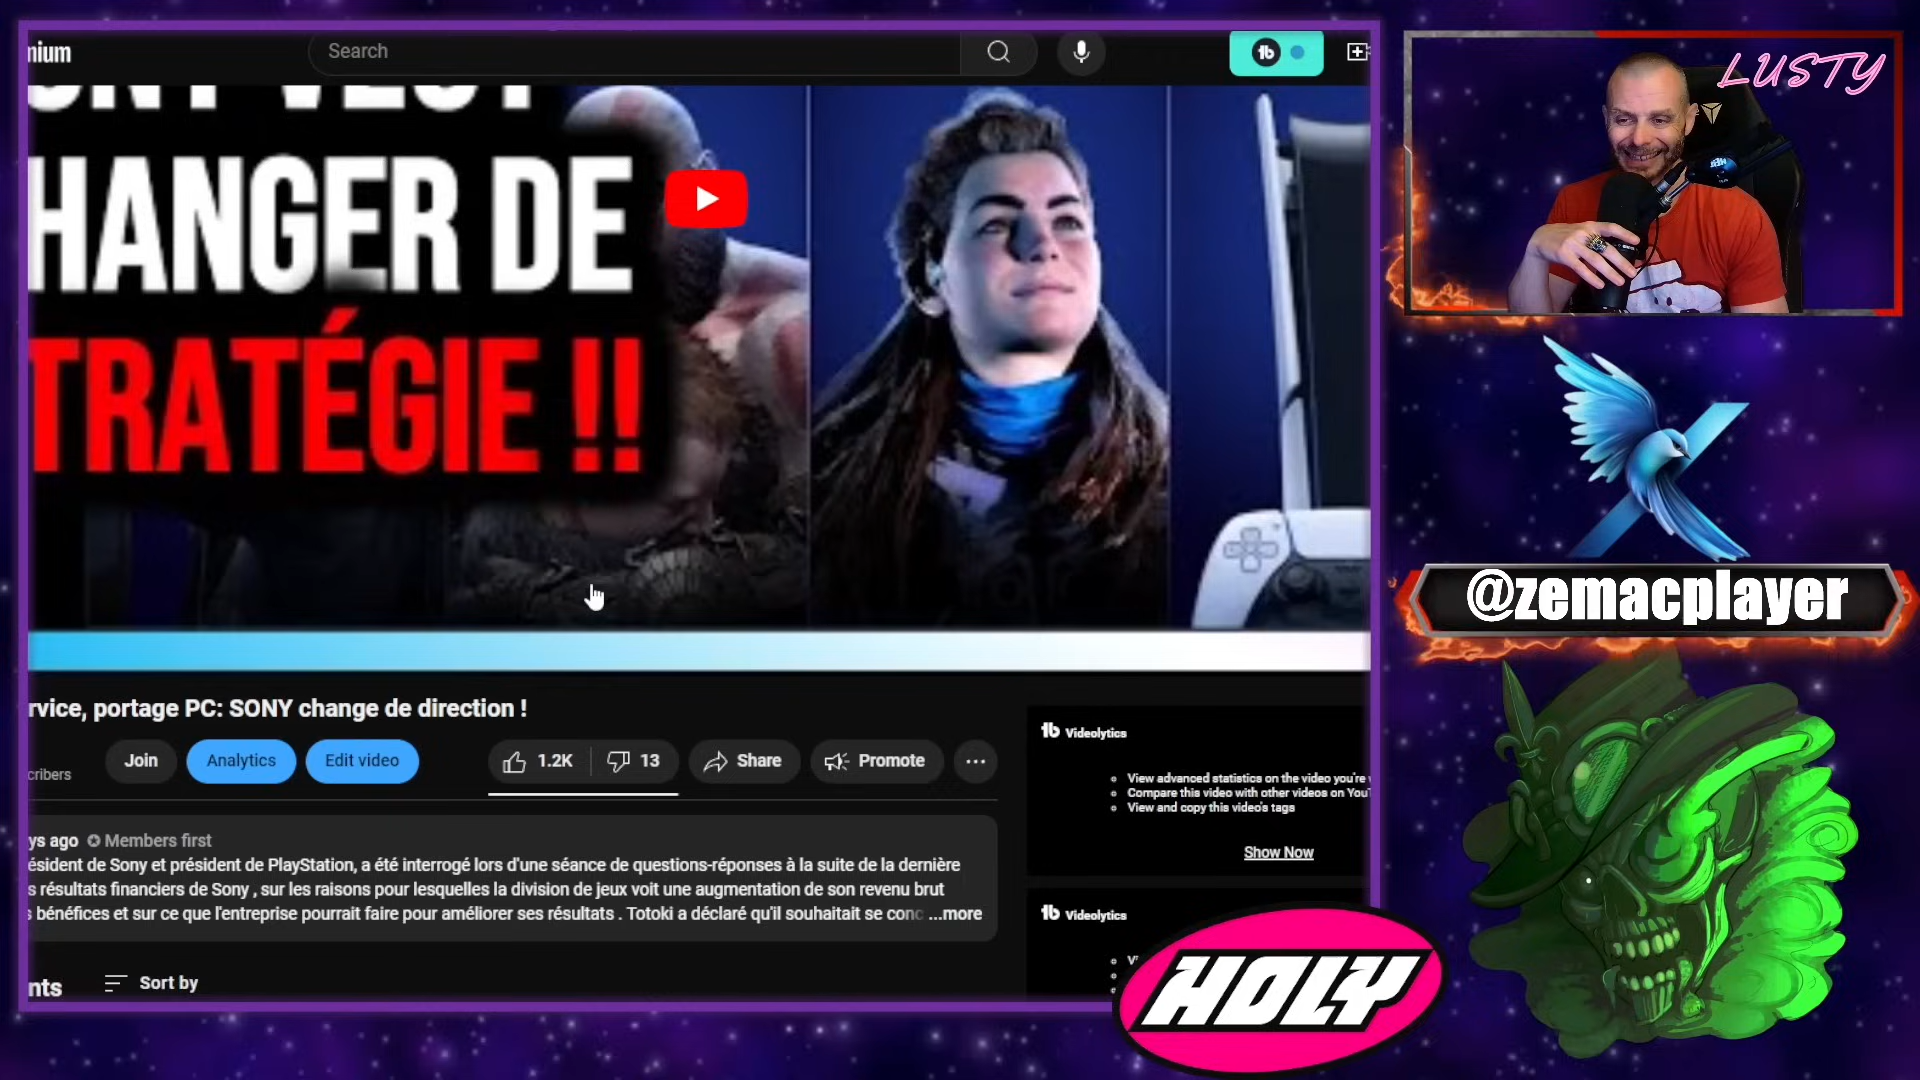 nium
Search
LUSTY
HANGER DE
TRATÉGIE !!
@zemacplayer
rvice, portage PC: SONY change de direction !
cribers
Join
Analytics
Edit video
1.2K
13
Share
Promote
ys ago
Members first
ésident de Sony et président de PlayStation, a été interrogé lors d'une séance de questions-réponses à la suite de la dernière
s résultats financiers de Sony , sur les raisons pour lesquelles la division de jeux voit une augmentation de son revenu brut
s bénéfices et sur ce que l'entreprise pourrait faire pour améliorer ses résultats . Totoki a déclaré qu'il souhaitait se conc ...more
nts
Sort by
Videolytics
View advanced statistics on the video you're
Compare this video with other videos on You
View and copy this video's tags
Show Now
Videolytics
HOLY